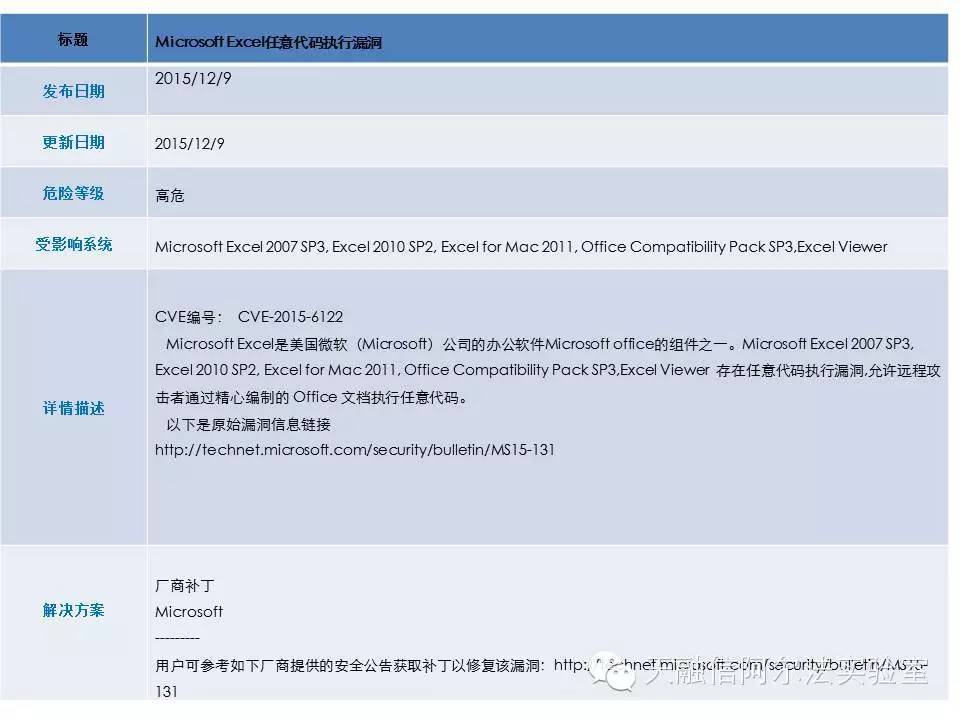 标题 Microsoft Excel任意代码执行漏洞
发布日期 2015/12/9
更新日期 2015/12/9
危险等级 高危
受影响系统 Microsoft Excel 2007 SP3, Excel 2010 SP2, Excel for Mac 2011, Office Compatibility Pack SP3,Excel Viewer
详情描述
CVE编号： CVE-2015-6122
Microsoft Excel是美国微软（Microsoft）公司的办公软件Microsoft office的组件之一。Microsoft Excel 2007 SP3,
Excel 2010 SP2, Excel for Mac 2011, Office Compatibility Pack SP3,Excel Viewer 存在任意代码执行漏洞,允许远程攻
击者通过精心编制的 Office 文档执行任意代码。
以下是原始漏洞信息链接
http://technet.microsoft.com/security/bulletin/MS15-131
解决方案
厂商补丁
Microsoft
---------
用户可参考如下厂商提供的安全公告获取补丁以修复该漏洞：http://technet.microsoft.com/security/bulletin/MS15-
131
天融信阿尔法实验室